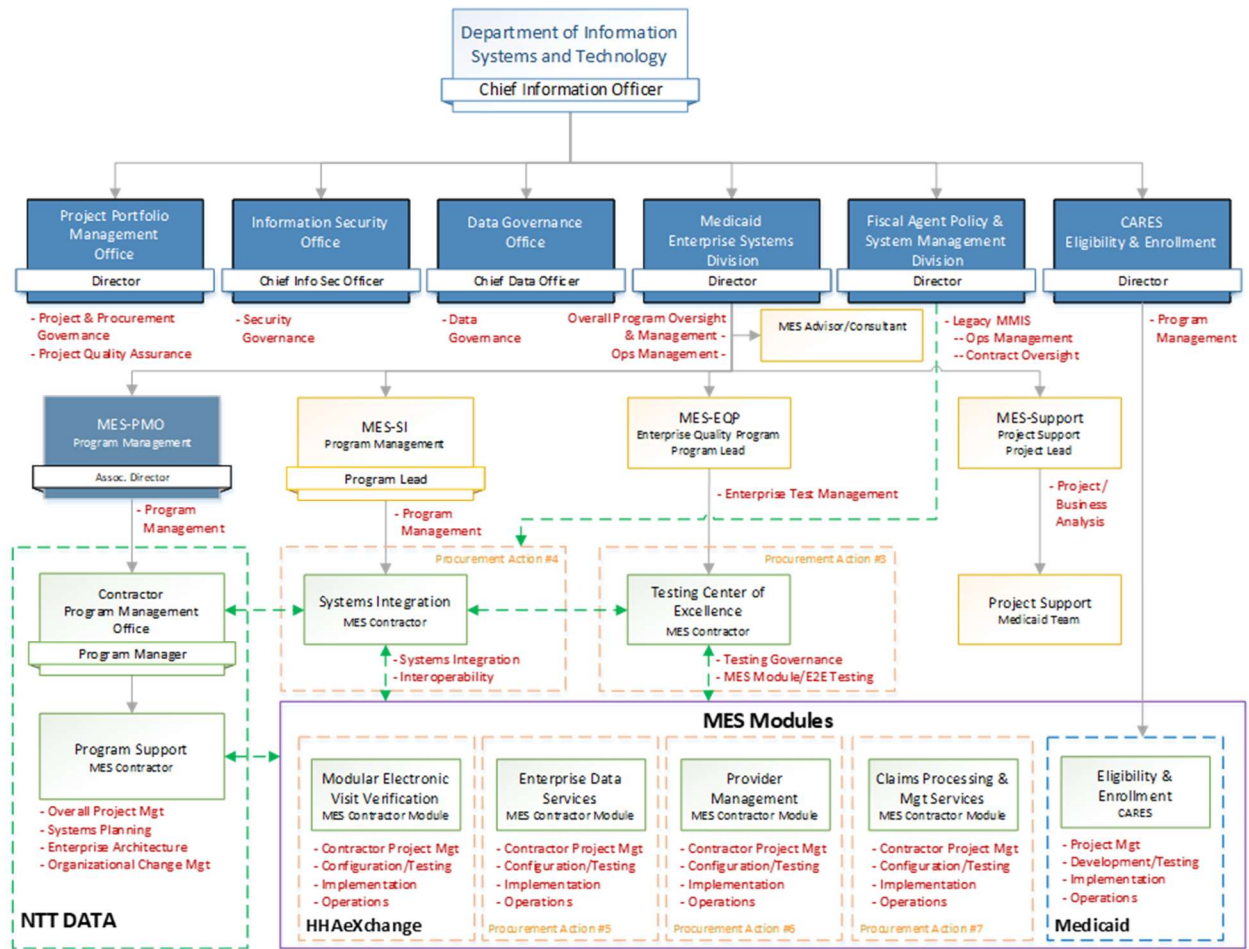 Department of Information
Systems and Technology
Chief Information Officer
Project Portfolio
Management
Office
Director
Information Security
Office
Chief Info Sec Officer
Data Governance
Office
Chief Data Officer
Medicaid
Enterprise Systems
Division
Director
Fiscal Agent Policy &
System Management
Division
Director
CARES
Eligibility & Enrollment
Director
- Project & Procurement
Governance
- Project Quality Assurance
- Security
Governance
- Data
Governance
Overall Program Oversight
& Management -
Ops Management -
MES Advisor/Consultant
- Legacy MMIS
-- Ops Management
-- Contract Oversight
- Program
Management
MES-PMO
Program Management
Assoc. Director
MES-SI
Program Management
Program Lead
MES-EQP
Enterprise Quality Program
Program Lead
MES-Support
Project Support
Project Lead
- Program
Management
- Program
Management
- Enterprise Test Management
- Project/
Business
Analysis
Procurement Action #4
Procurement Action #3
Contractor
Program Management
Office
Program Manager
Systems Integration
MES Contractor
Testing Center of
Excellence
MES Contractor
Project Support
Medicaid Team
- Systems Integration
- Interoperability
- Testing Governance
- MES Module/E2E Testing
Program Support
MES Contractor
- Overall Project Mgt
- Systems Planning
- Enterprise Architecture
- Organizational Change Mgt
NTT DATA
MES Modules
Modular Electronic
Visit Verification
MES Contractor Module
- Contractor Project Mgt
- Configuration/Testing
- Implementation
- Operations
HHAeXchange
Enterprise Data
Services
MES Contractor Module
- Contractor Project Mgt
- Configuration/Testing
- Implementation
- Operations
Procurement Action #5
Provider
Management
MES Contractor Module
- Contractor Project Mgt
- Configuration/Testing
- Implementation
- Operations
Procurement Action #6
Claims Processing &
Mgt Services
MES Contractor Module
- Contractor Project Mgt
- Configuration/Testing
- Implementation
- Operations
Procurement Action #7
Eligibility &
Enrollment
CARES
- Project Mgt
- Development/Testing
- Implementation
- Operations
Medicaid